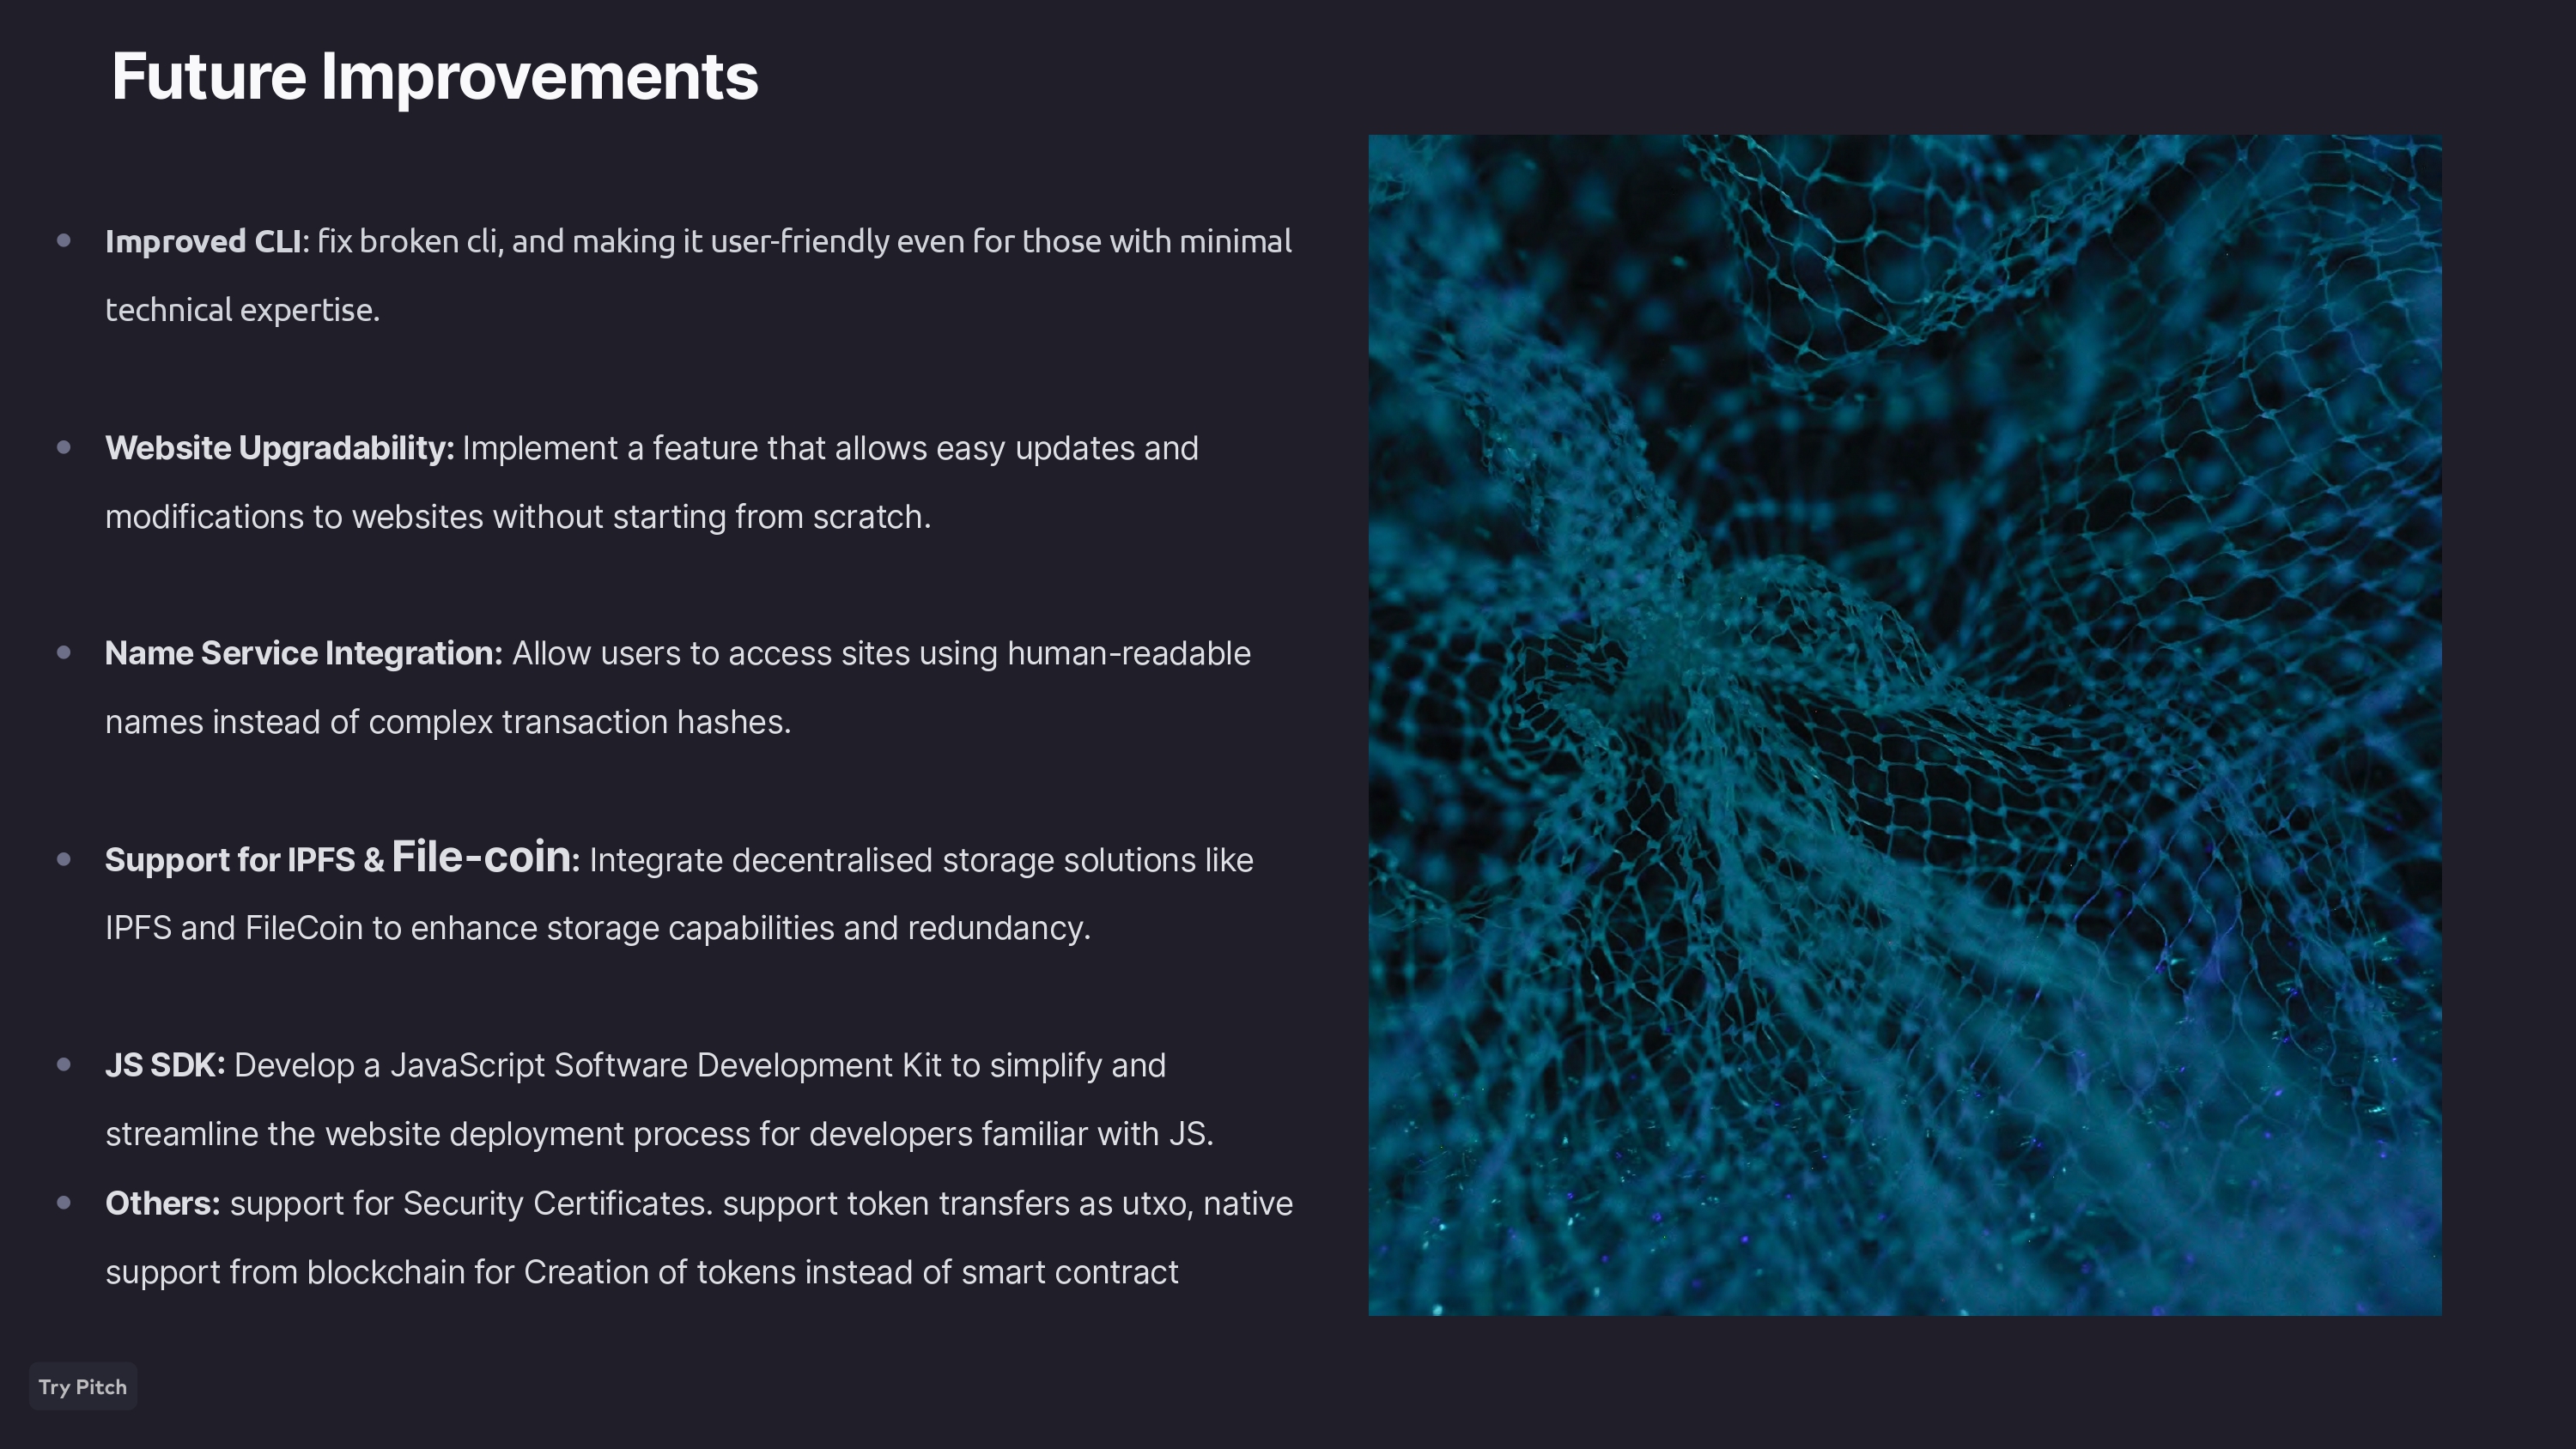 Future Improvements
Improved CLI: fix broken cli, and making it user-friendly even for those with minimal
technical expertise.
Website Upgradability: Implement a feature that allows easy updates and
modifications to websites without starting from scratch.
Name Service Integration: Allow users to access sites using human-readable
names instead of complex transaction hashes.
Support for IPFS & File-coin: Integrate decentralised storage solutions like
IPFS and FileCoin to enhance storage capabilities and redundancy.
JS SDK: Develop a JavaScript Software Development Kit to simplify and
streamline the website deployment process for developers familiar with JS.
Others: support for Security Certificates. support token transfers as utxo, native
support from blockchain for Creation of tokens instead of smart contract
Try Pitch